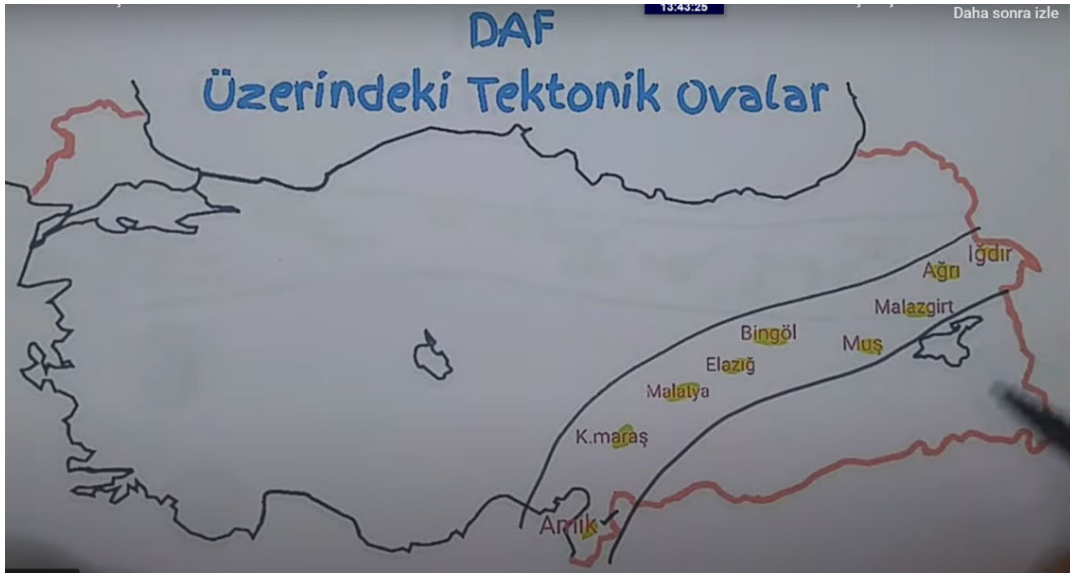 13:43:25
Daha sonra izle
DAF
Üzerindeki Tektonik Ovalar
Iğdır
Ağrı
Malazgirt
Bingöl
Muş
Elazığ
Malatya
K.maraş
Amik